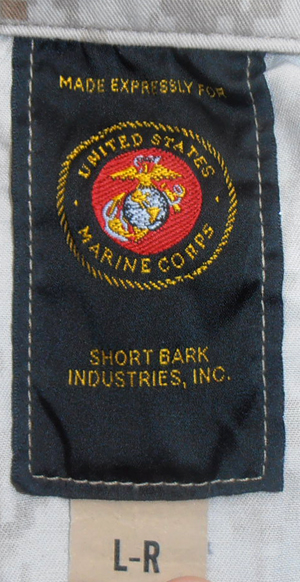 MADE EXPRESSLY FOR
UNITED STATES
MARINE CORPS
SHORT BARK
INDUSTRIES, INC.
L-R